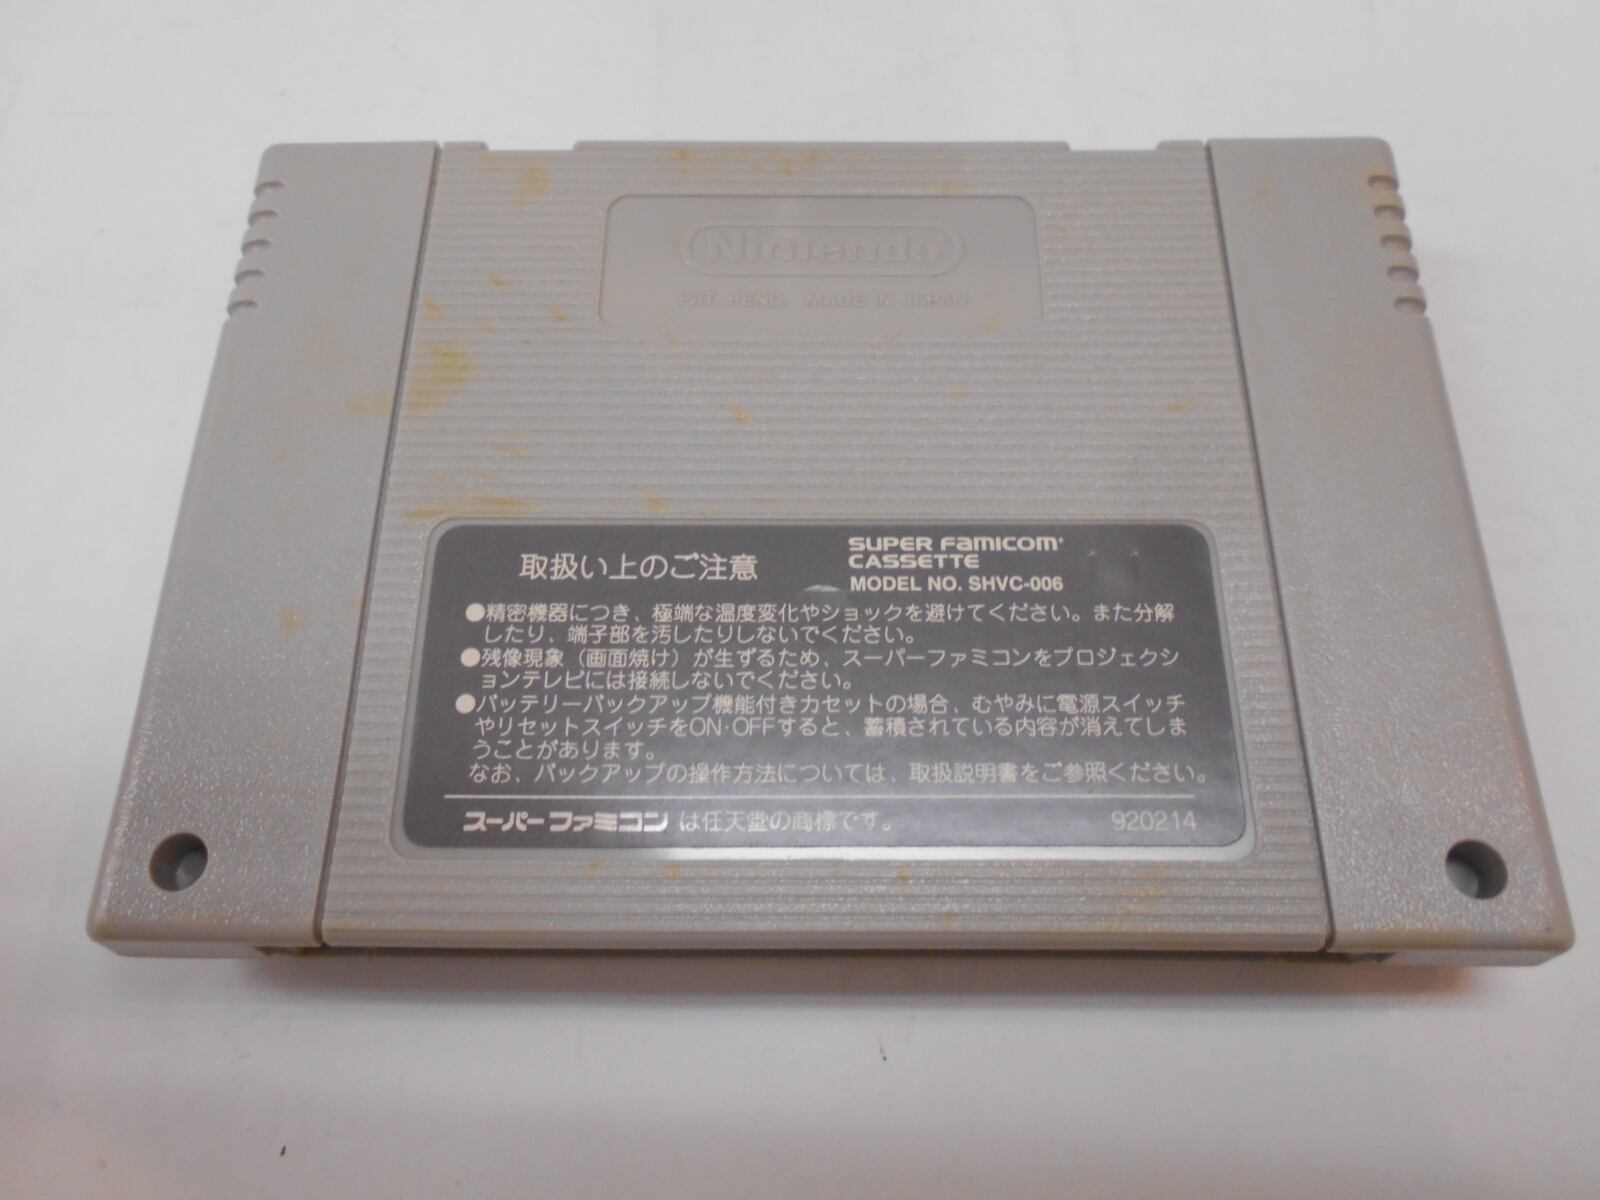 Nintendo
PAT. PEND. MADE IN JAPAN
取扱い上のご注意
SUPER FAMICOM
CASSETTE
MODEL NO. SHVC-006
●精密機器につき、極端な温度変化やショックを避けてください。また分解
したり、端子部を汚したりしないでください。
●残像現象（画面焼け）が生ずるため、スーパーファミコンをプロジェクシ
ョンテレビには接続しないでください。
●バッテリーバックアップ機能付きカセットの場合、むやみに電源スイッチ
やリセットスイッチをON・OFFすると、蓄積されている内容が消えてしま
うことがあります。
なお、バックアップの操作方法については、取扱説明書をご参照ください。
スーパーファミコンは任天堂の商標です。
920214